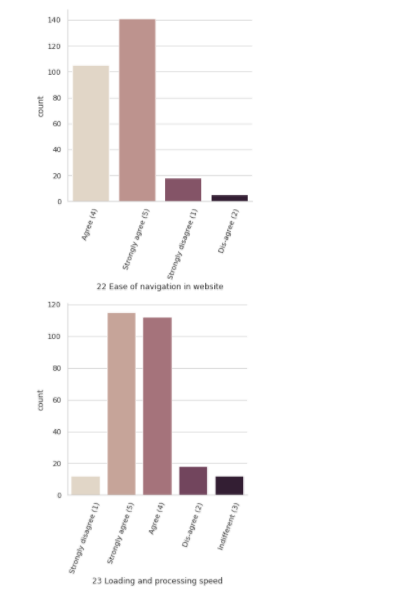 140
120
100
80
60
40
20
0
count
Agree (4)
Strongly agree (5)
Strongly disagree (1)
Dis-agree (2)
22 Ease of navigation in website
120
100
80
60
40
20
0
count
Strongly disagree (1)
Strongly agree (5)
Agree (4)
Dis-agree (2)
Indifferent (3)
23 Loading and processing speed